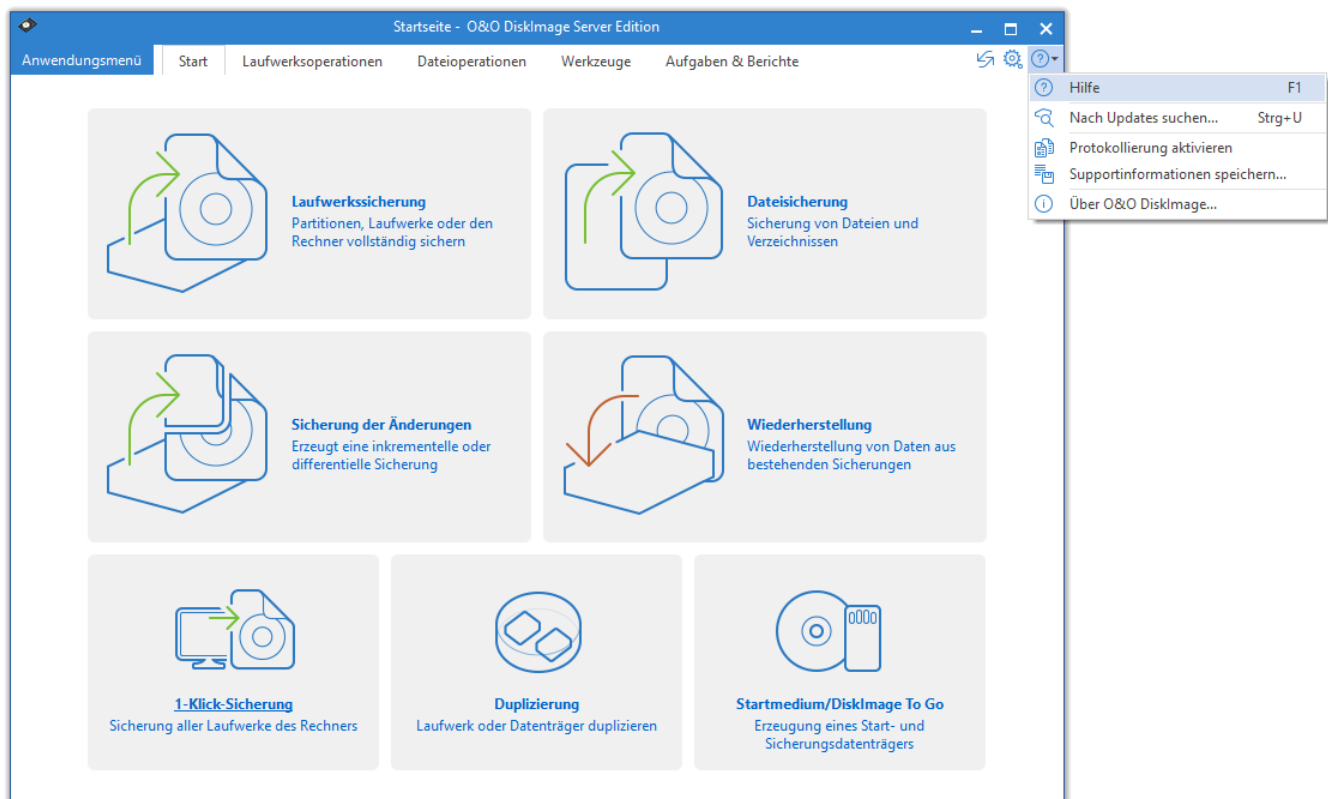 Startseite - O&O DiskImage Server Edition
Anwendungsmenü Start Laufwerksoperationen Dateioperationen Werkzeuge Aufgaben & Berichte
Hilfe F1
Nach Updates suchen... Strg+U
Protokollierung aktivieren
Supportinformationen speichern...
Über O&O DiskImage...
Laufwerkssicherung
Partitionen, Laufwerke oder den
Rechner vollständig sichern
Dateisicherung
Sicherung von Dateien und
Verzeichnissen
Sicherung der Änderungen
Erzeugt eine inkrementelle oder
differentielle Sicherung
Wiederherstellung
Wiederherstellung von Daten aus
bestehenden Sicherungen
1-Klick-Sicherung
Sicherung aller Laufwerke des Rechners
Duplizierung
Laufwerk oder Datenträger duplizieren
Startmedium/DiskImage To Go
Erzeugung eines Start- und
Sicherungsdatenträgers